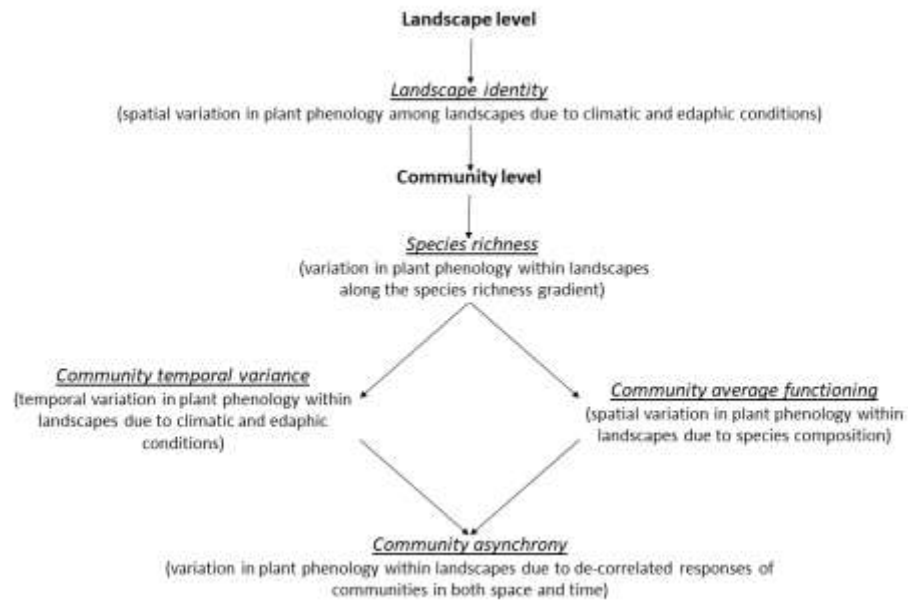 Landscape level
Landscape identity
(spatial variation in plant phenology among landscapes due to climatic and edaphic conditions)
Community level
Species richness
(variation in plant phenology within landscapes
along the species richness gradient)
Community temporal variance
(temporal variation in plant phenology within
landscapes due to climatic and edaphic
conditions)
Community average functioning
(spatial variation in plant phenology within
landscapes due to species composition)
Community asynchrony
(variation in plant phenology within landscapes due to de-correlated responses of
communities in both space and time)